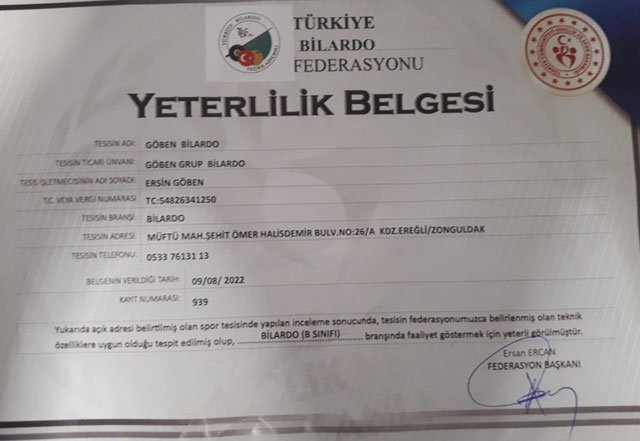 TÜRKİYE
BİLARDO
FEDERASYONU
YETERLİLİK BELGESİ
TESİSİN ADI: GÖBEN BİLARDO
TESİSİN TİCARİ ÜNVANI: GÖBEN GRUP BİLARDO
TESİS İŞLETMECİSİNİN ADI SOYADI: ERSİN GÖBEN
T.C. VEYA VERGİ NUMARASI TC:54826341250
TESİSİN BRANŞI: BİLARDO
TESİSİN ADRESİ: MÜFTÜ MAH.ŞEHİT ÖMER HALİSDEMİR BULV.NO:26/A KDZ.EREĞLİ/ZONGULDAK
TESİSİN TELEFONU: 0533 76131 13
BELGENİN VERİLDİĞİ TARİH: 09/08/ 2022
KAYIT NUMARASI: 939
Yukarıda açık adresi belirtilmiş olan spor tesisinde yapılan inceleme sonucunda, tesisin federasyonumuzca belirlenmiş olan teknik
özelliklere uygun olduğu tespit edilmiş olup, ..................BİLARDO (B SINIFI).................. branşında faaliyet göstermek için yeterli görülmüştür.
Ersan ERCAN
FEDERASYON BAŞKANI